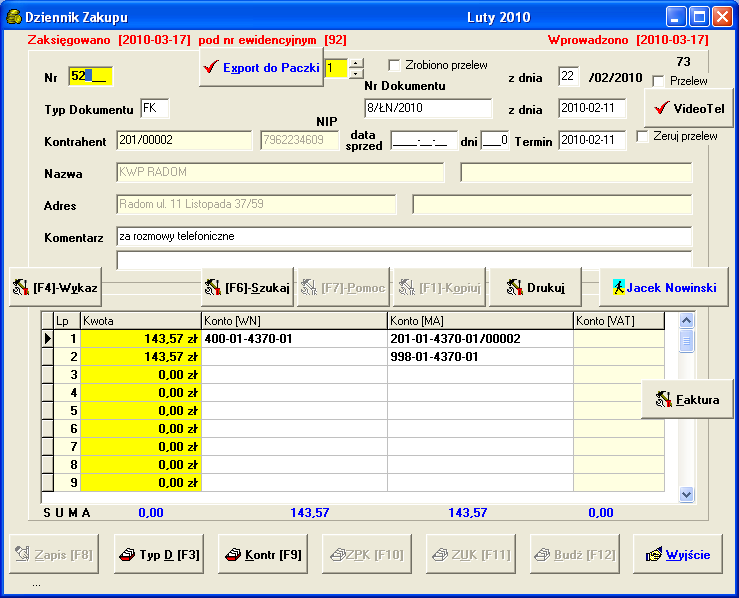 Dziennik Zakupu Luty 2010
Zaksięgowano [2010-03-17] pod nr ewidencyjnym [92] Wprowadzono [2010-03-17]
Nr 52___ Export do Paczki 1 Zrobiono przelew z dnia 22 /02/2010 73
Przelew
Typ Dokumentu FK Nr Dokumentu 8/ŁN/2010 z dnia 2010-02-11 VideoTel
Kontrahent 201/00002 NIP 7962234609 data sprzed ____-__-__ dni ___0 Termin 2010-02-11 Zeruj przelew
Nazwa KWP RADOM
Adres Radom ul. 11 Listopada 37/59
Komentarz za rozmowy telefoniczne
[F4]-Wykaz [F6]-Szukaj [F7]-Pomoc [F1]-Kopiuj Drukuj Jacek Nowinski
Lp Kwota Konto [WN] Konto [MA] Konto [VAT]
1 143,57 zł 400-01-4370-01 201-01-4370-01/00002
2 143,57 zł 998-01-4370-01
3 0,00 zł
4 0,00 zł
5 0,00 zł
Faktura
6 0,00 zł
7 0,00 zł
8 0,00 zł
9 0,00 zł
S U M A 0,00 143,57 143,57 0,00
Zapis [F8] Typ D [F3] Kontr [F9] ZPK [F10] ZUK [F11] Budż [F12] Wyjście
...